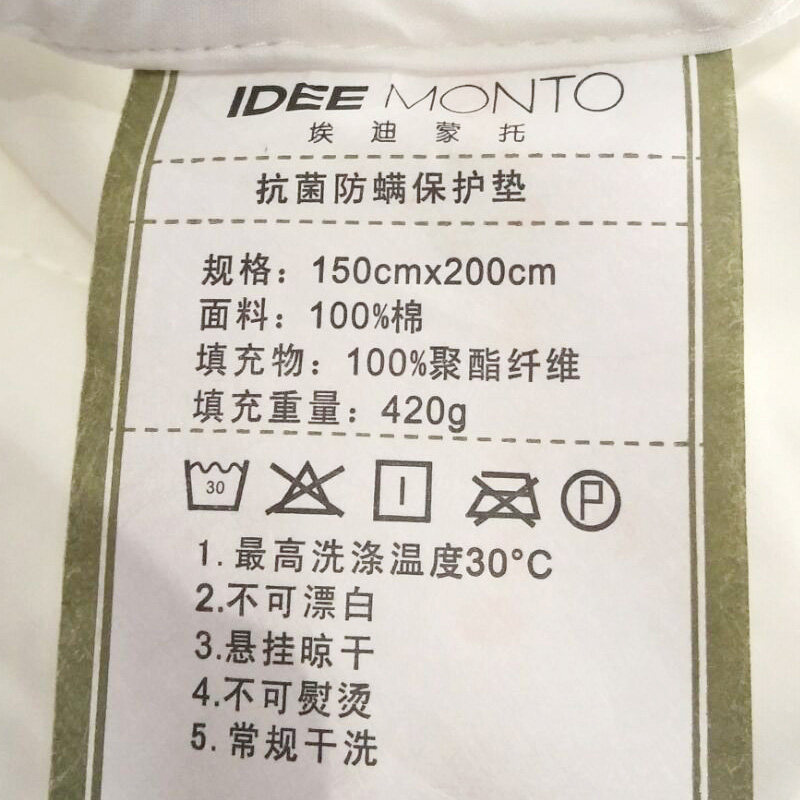 IDEE MONTO
埃迪蒙托
抗菌防螨保护垫
规格：150cmx200cm
面料：100%棉
填充物：100%聚酯纤维
填充重量：420g
30 P
1.最高洗涤温度30°C
2.不可漂白
3.悬挂晾干
4.不可熨烫
5.常规干洗